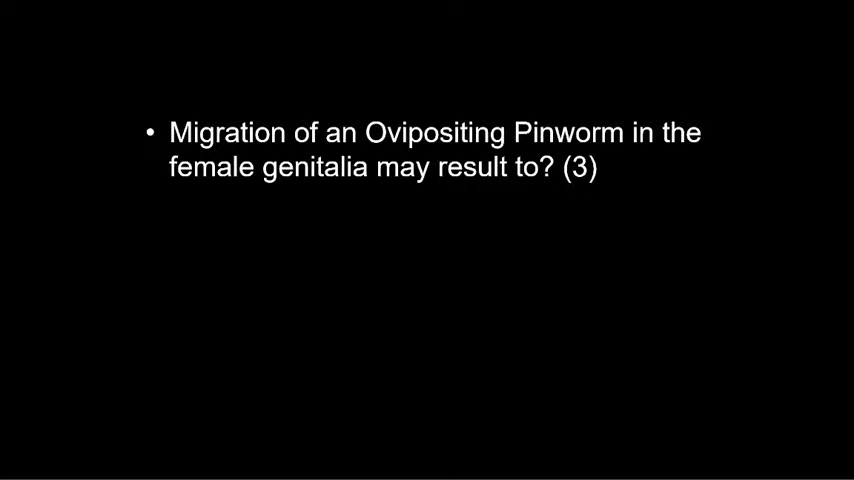 • Migration of an Ovipositing Pinworm in the
female genitalia may result to? (3)